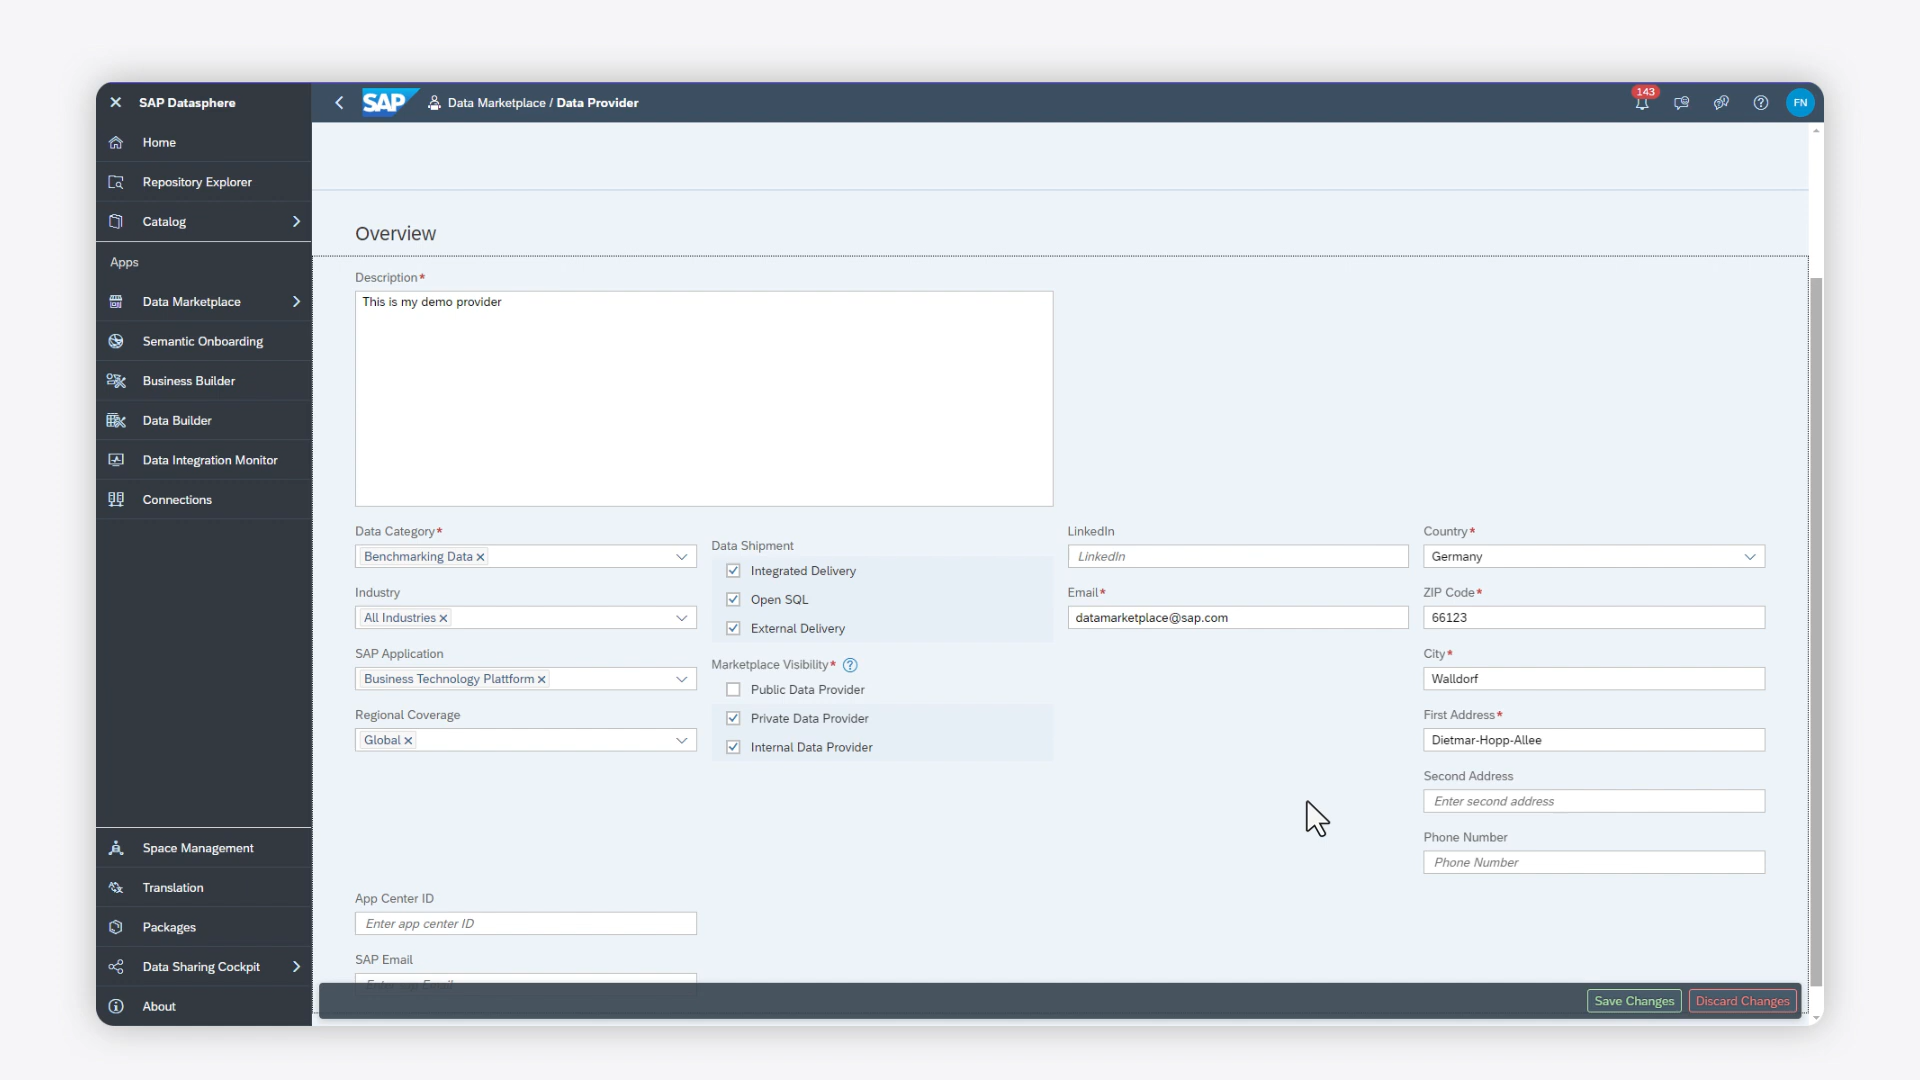 SAP Datasphere
SAP
Data Marketplace / Data Provider
143
FN
Home
Repository Explorer
Catalog
Apps
Data Marketplace
Semantic Onboarding
Business Builder
Data Builder
Data Integration Monitor
Connections
Space Management
Translation
Packages
Data Sharing Cockpit
About
Overview
Description*
This is my demo provider
Data Category*
Benchmarking Data
Industry
All Industries
SAP Application
Business Technology Plattform
Regional Coverage
Global
Data Shipment
Integrated Delivery
Open SQL
External Delivery
Marketplace Visibility*
Public Data Provider
Private Data Provider
Internal Data Provider
LinkedIn
LinkedIn
Email*
datamarketplace@sap.com
Country*
Germany
ZIP Code*
66123
City*
Walldorf
First Address*
Dietmar-Hopp-Allee
Second Address
Enter second address
Phone Number
Phone Number
App Center ID
Enter app center ID
SAP Email
Save Changes
Discard Changes